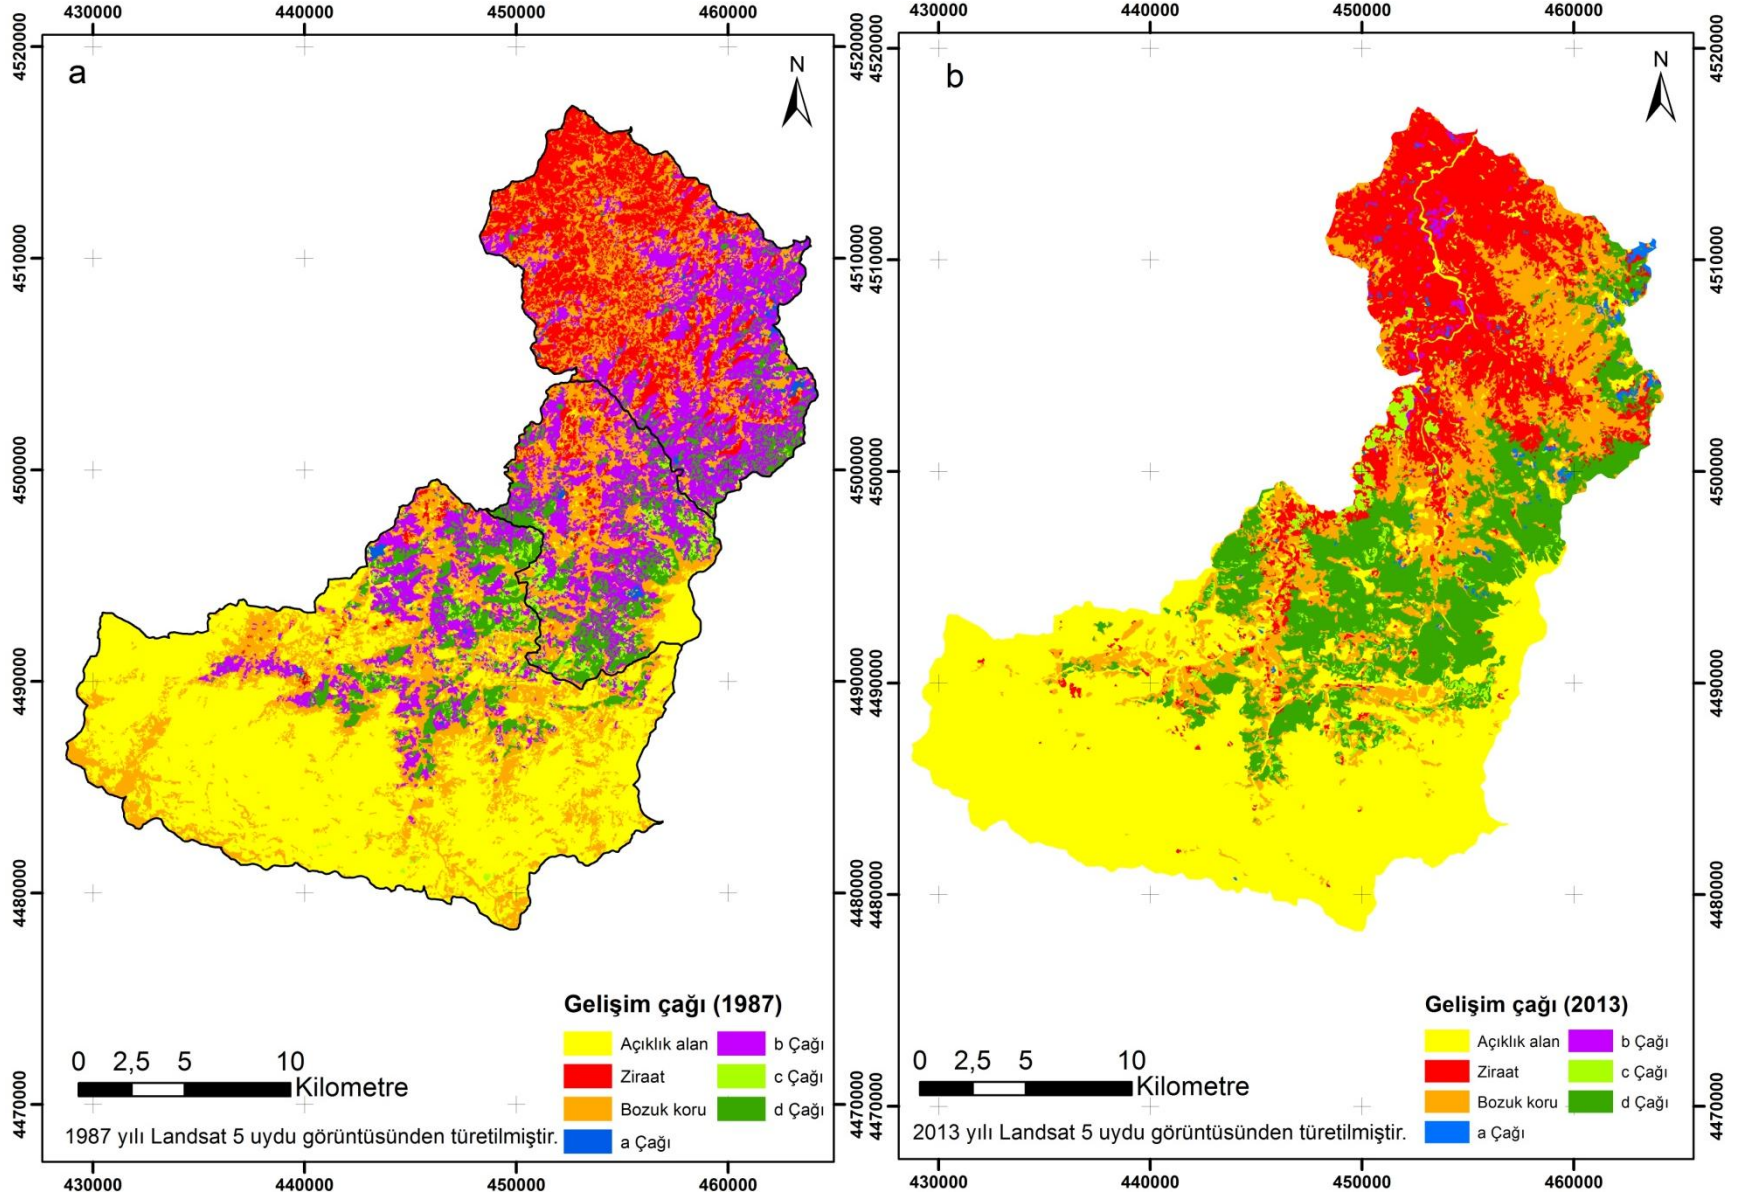 430000 440000 450000 460000
a
N
4520000
4510000
4500000
4490000
4480000
4470000
4520000
4510000
4500000
4490000
4480000
4470000
Gelişim çağı (1987)
Açıklık alan
Ziraat
Bozuk koru
a Çağı
b Çağı
c Çağı
d Çağı
0 2,5 5 10
Kilometre
1987 yılı Landsat 5 uydu görüntüsünden türetilmiştir.
430000 440000 450000 460000
430000 440000 450000 460000
b
N
4520000
4510000
4500000
4490000
4480000
4470000
4520000
4510000
4500000
4490000
4480000
4470000
Gelişim çağı (2013)
Açıklık alan
Ziraat
Bozuk koru
a Çağı
b Çağı
c Çağı
d Çağı
0 2,5 5 10
Kilometre
2013 yılı Landsat 5 uydu görüntüsünden türetilmiştir.
430000 440000 450000 460000